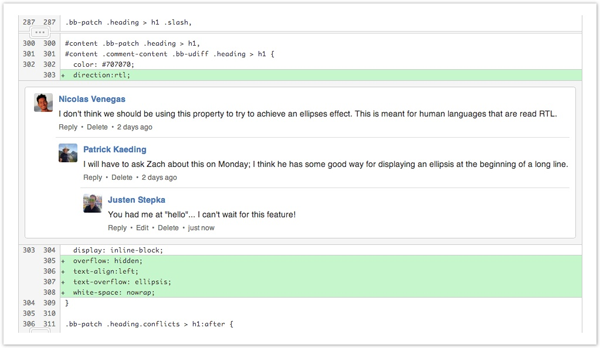 287 287 .bb-patch .heading > h1 .slash,
...
300 300 #content .bb-patch .heading > h1,
301 301 #content .comment-content .bb-udiff .heading > h1 {
302 302 color: #707070;
303 + direction:rtl;
Nicolas Venegas
I don't think we should be using this property to try to achieve an ellipses effect. This is meant for human languages that are read RTL.
Reply • Delete • 2 days ago
Patrick Kaeding
I will have to ask Zach about this on Monday; I think he has some good way for displaying an ellipsis at the beginning of a long line.
Reply • Delete • 2 days ago
Justen Stepka
You had me at "hello"... I can't wait for this feature!
Reply • Edit • Delete • just now
303 304 display: inline-block;
305 + overflow: hidden;
306 + text-align:left;
307 + text-overflow: ellipsis;
308 + white-space: nowrap;
304 309 }
305 310
306 311 .bb-patch .heading.conflicts > h1:after {